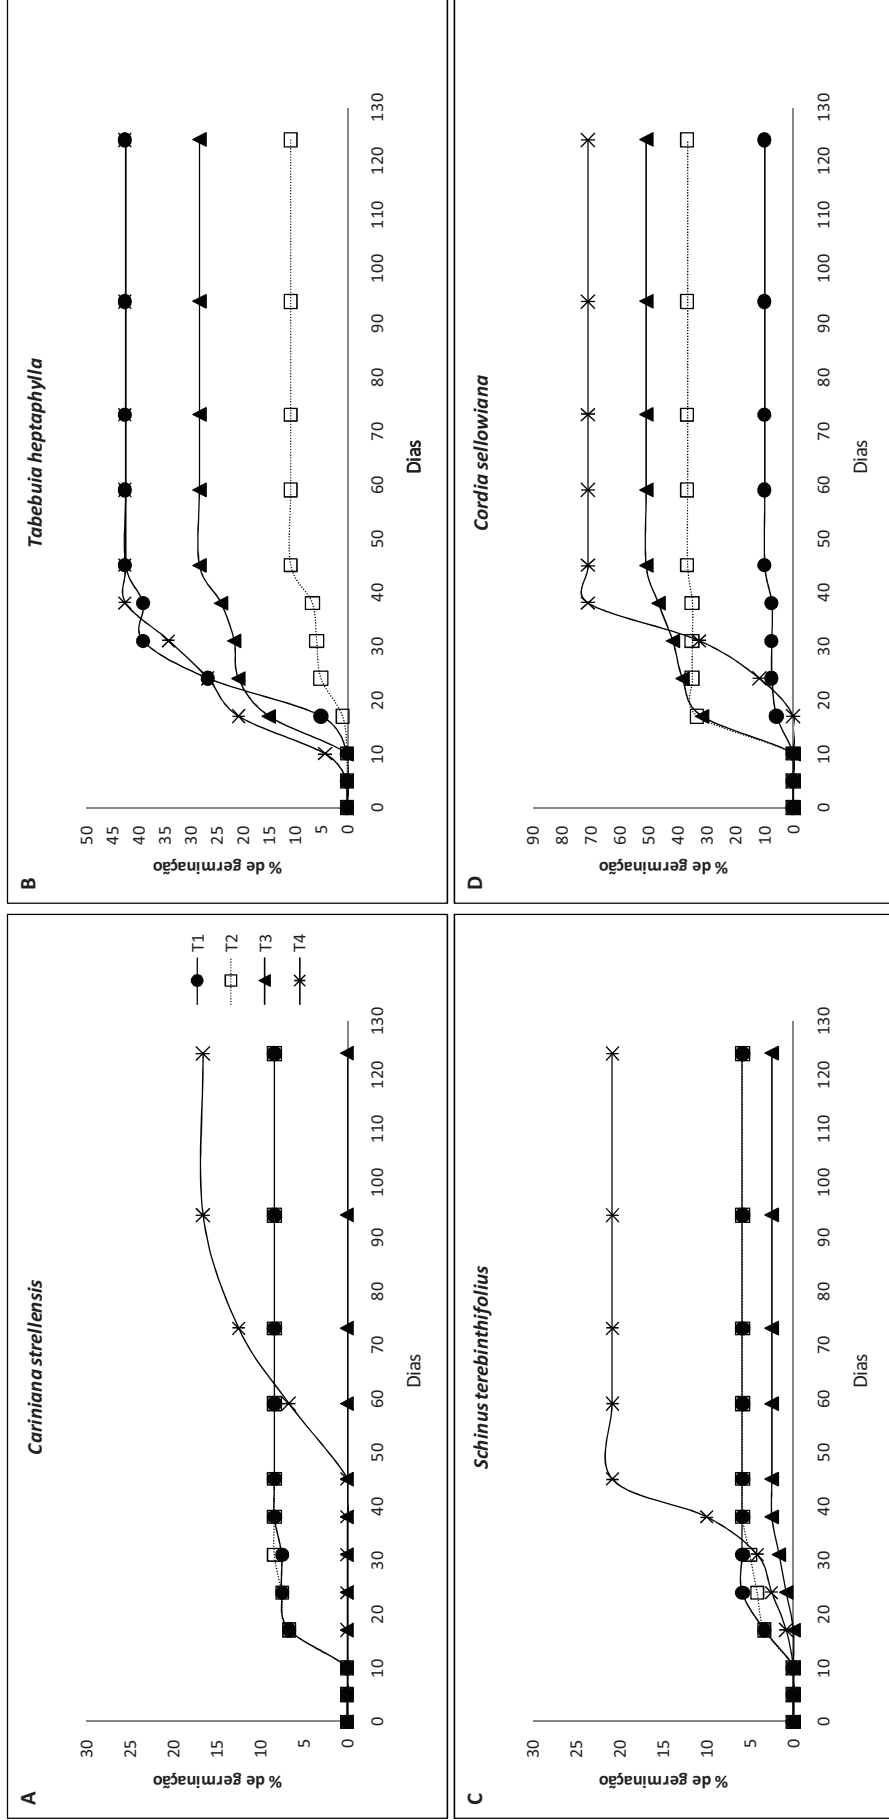 A
Cariniana strellensis
% de germinação
30
25
20
15
10
5
0
0 10 20 30 40 50 60 70 80 90 100 110 120 130
Dias
T1
T2
T3
T4
B
Tabebuia heptaphylla
% de germinação
50
45
40
35
30
25
20
15
10
5
0
0 10 20 30 40 50 60 70 80 90 100 110 120 130
Dias
C
Schinus terebinthifolius
% de germinação
30
25
20
15
10
5
0
0 10 20 30 40 50 60 70 80 90 100 110 120 130
Dias
D
Cordia sellowiana
% de germinação
90
80
70
60
50
40
30
20
10
0
0 10 20 30 40 50 60 70 80 90 100 110 120 130
Dias